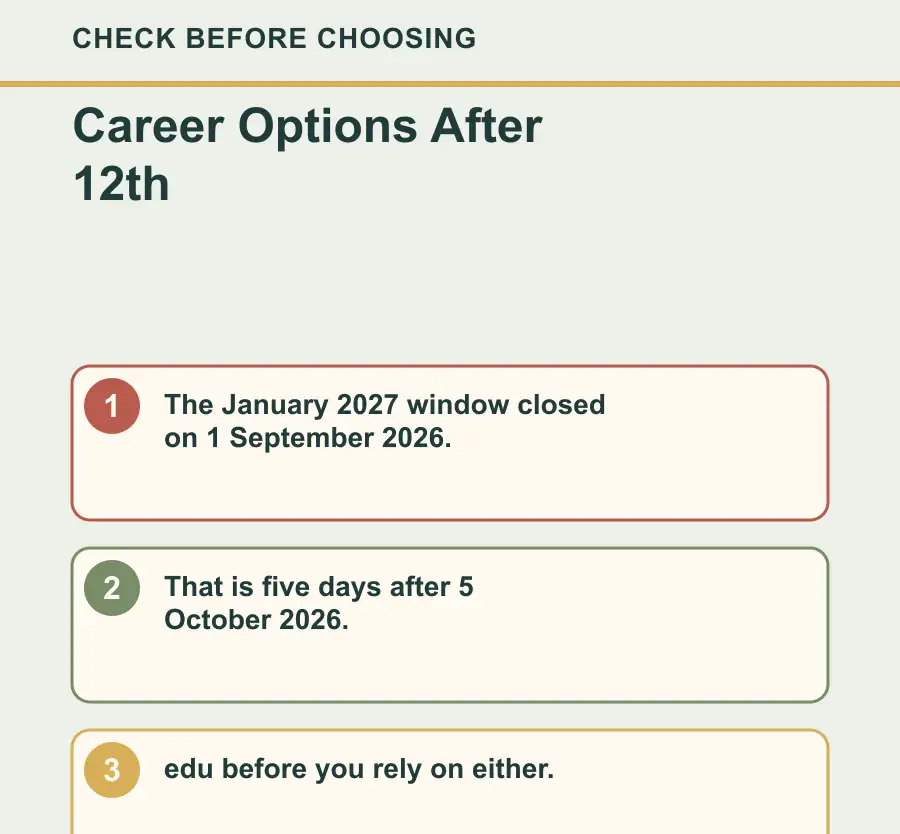 CHECK BEFORE CHOOSING
Career Options After
12th
1
The January 2027 window closed
on 1 September 2026.
2
That is five days after 5
October 2026.
3
edu before you rely on either.